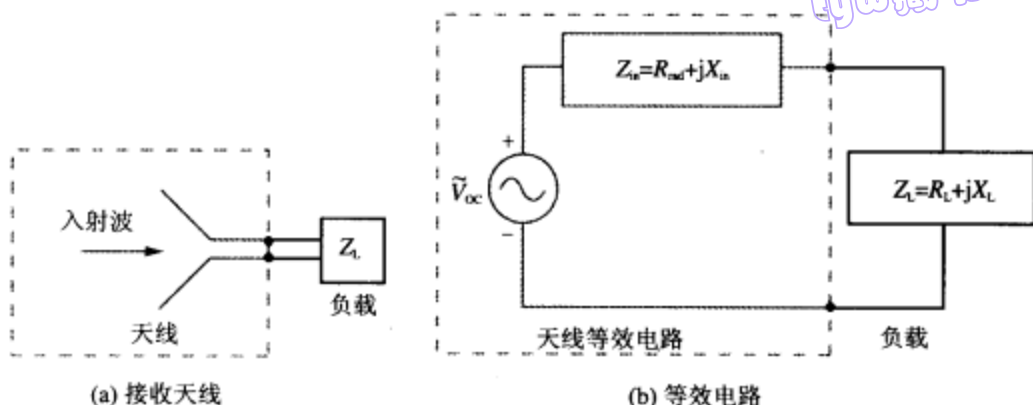 入射波
天线
Z_L
负载
(a) 接收天线
Z_in=R_rad+jX_in
+
Ṽ_OC
−
Z_L=R_L+jX_L
天线等效电路
负载
(b) 等效电路